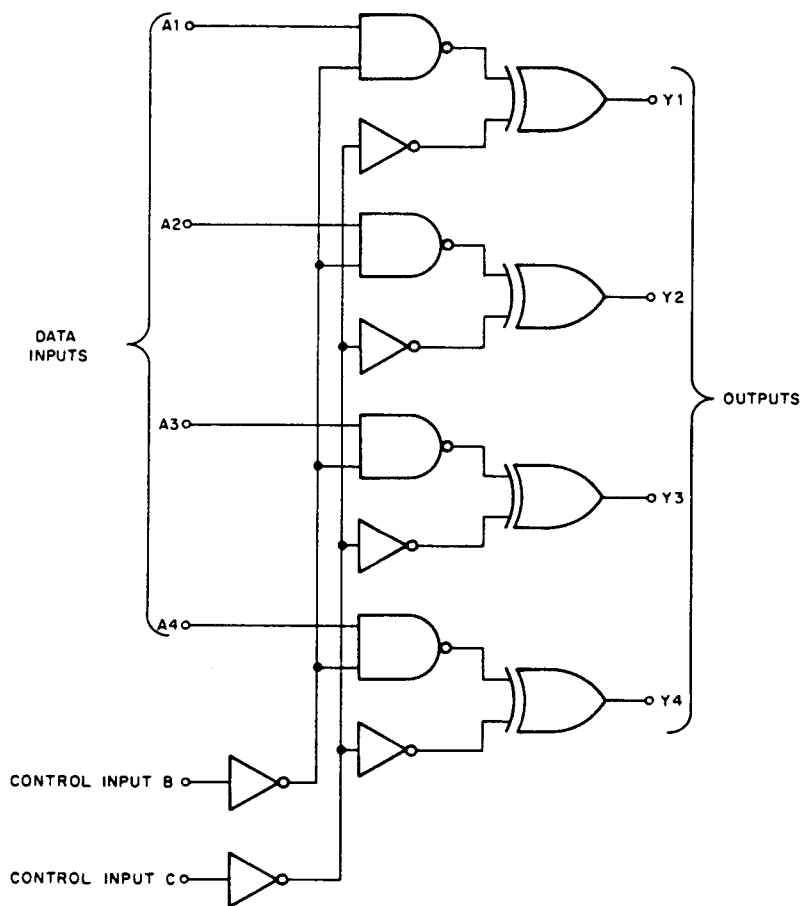 A1
Y1
A2
Y2
DATA
INPUTS
OUTPUTS
A3
Y3
A4
Y4
CONTROL INPUT B
CONTROL INPUT C